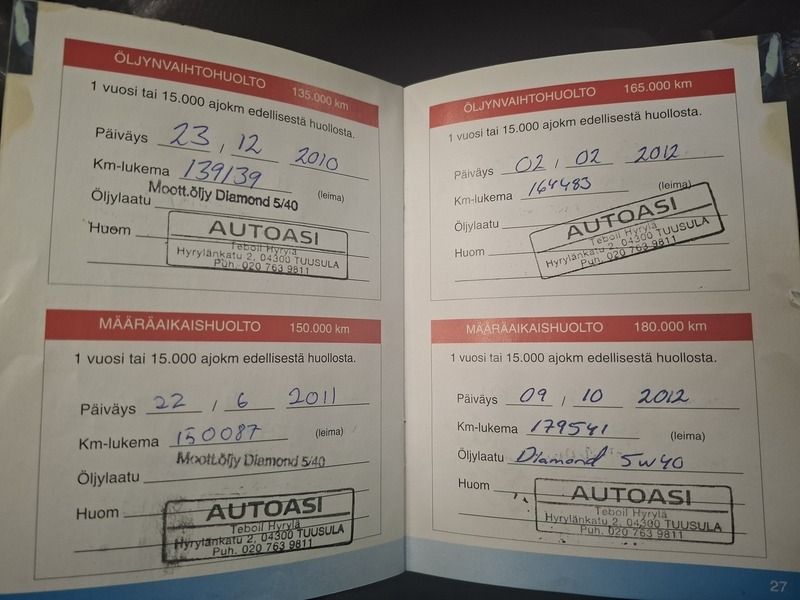 ÖLJYNVAIHTOHUOLTO 135.000 km
1 vuosi tai 15.000 ajokm edellisestä huollosta.
Päiväys 23 / 12 2010
Km-lukema 139139 (leima)
Öljylaatu Moott.öljy Diamond 5/40
Huom
AUTOASI
Teboil Hyrylä
Hyrylänkatu 2, 04300 TUUSULA
Puh. 020 763 9811
MÄÄRÄAIKAISHUOLTO 150.000 km
1 vuosi tai 15.000 ajokm edellisestä huollosta.
Päiväys 22 / 6 2011
Km-lukema 150087 (leima)
Moott.öljy Diamond 5/40
Öljylaatu
Huom
AUTOASI
Teboil Hyrylä
Hyrylänkatu 2, 04300 TUUSULA
Puh. 020 763 9811
ÖLJYNVAIHTOHUOLTO 165.000 km
1 vuosi tai 15.000 ajokm edellisestä huollosta.
Päiväys 02 / 02 2012
Km-lukema 164483 (leima)
Öljylaatu
Huom
AUTOASI
Teboil Hyrylä
Hyrylänkatu 2, 04300 TUUSULA
Puh. 020 763 9811
MÄÄRÄAIKAISHUOLTO 180.000 km
1 vuosi tai 15.000 ajokm edellisestä huollosta.
Päiväys 09 / 10 2012
Km-lukema 179541 (leima)
Öljylaatu Diamond 5w40
Huom
AUTOASI
Teboil Hyrylä
Hyrylänkatu 2, 04300 TUUSULA
Puh. 020 763 9811
27